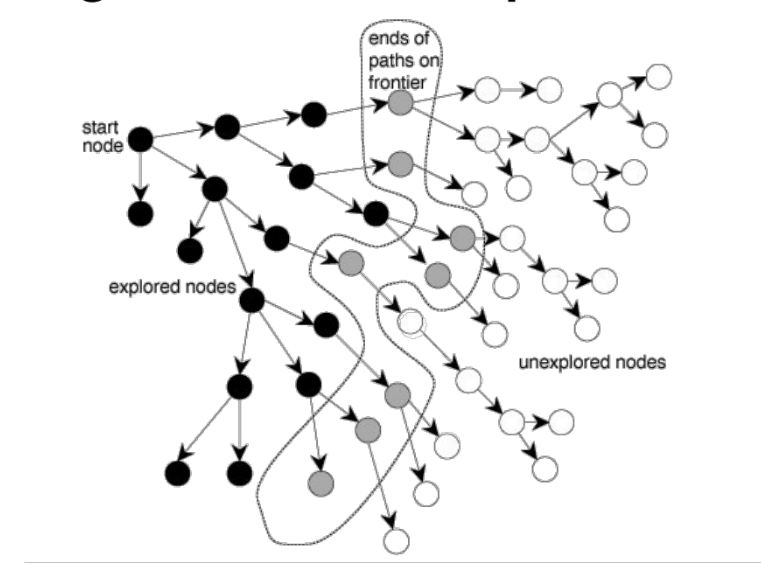 ends of
paths on
frontier
start
node
explored nodes
unexplored nodes